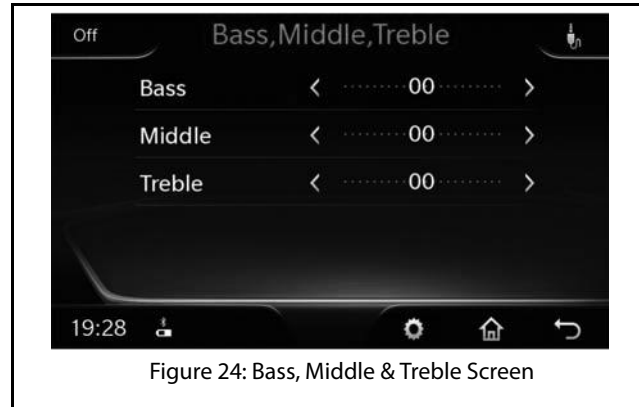 Off
Bass,Middle,Treble
Bass < 00 >
Middle < 00 >
Treble < 00 >
19:28
Figure 24: Bass, Middle & Treble Screen